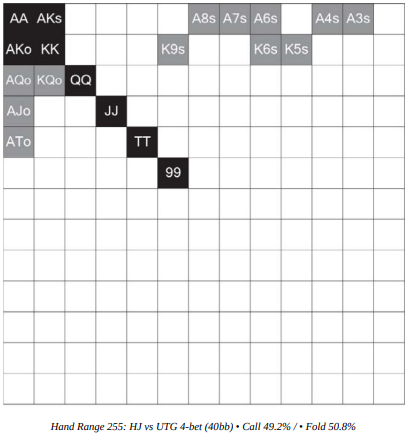 AA AKs A8s A7s A6s A4s A3s
AKo KK K9s K6s K5s
AQo KQo QQ
AJo JJ
ATo TT
99
Hand Range 255: HJ vs UTG 4-bet (40bb) • Call 49.2% / • Fold 50.8%